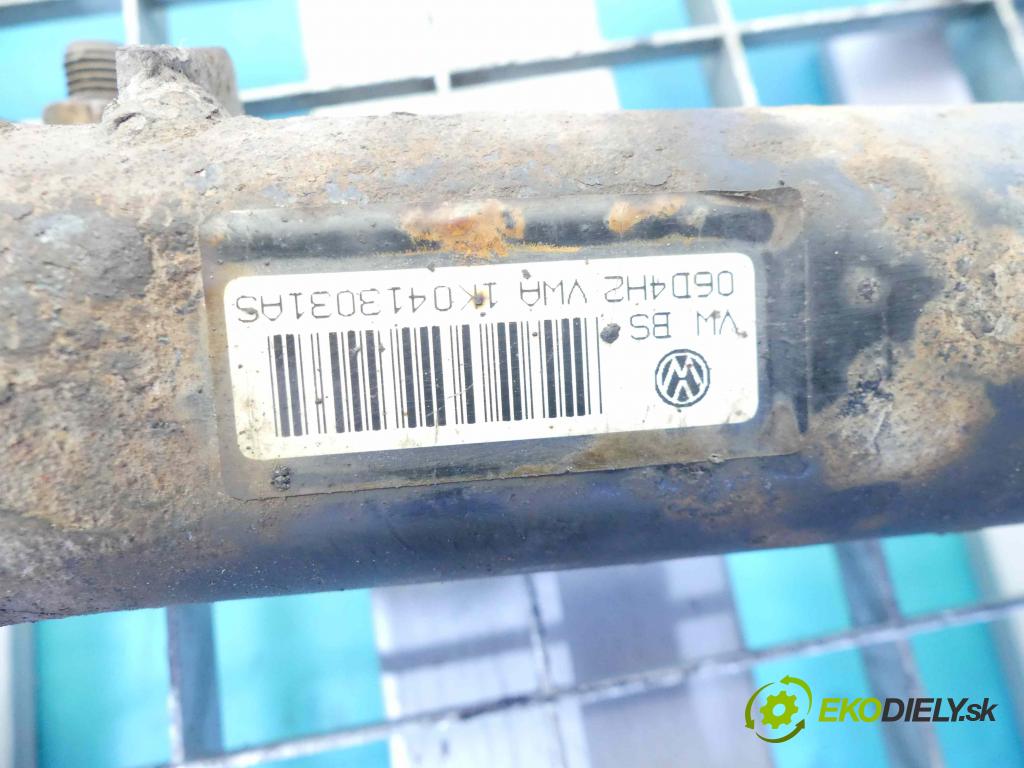 VW BS
06D4H2 VWA 1K0413031AS
EKODIELY.sk